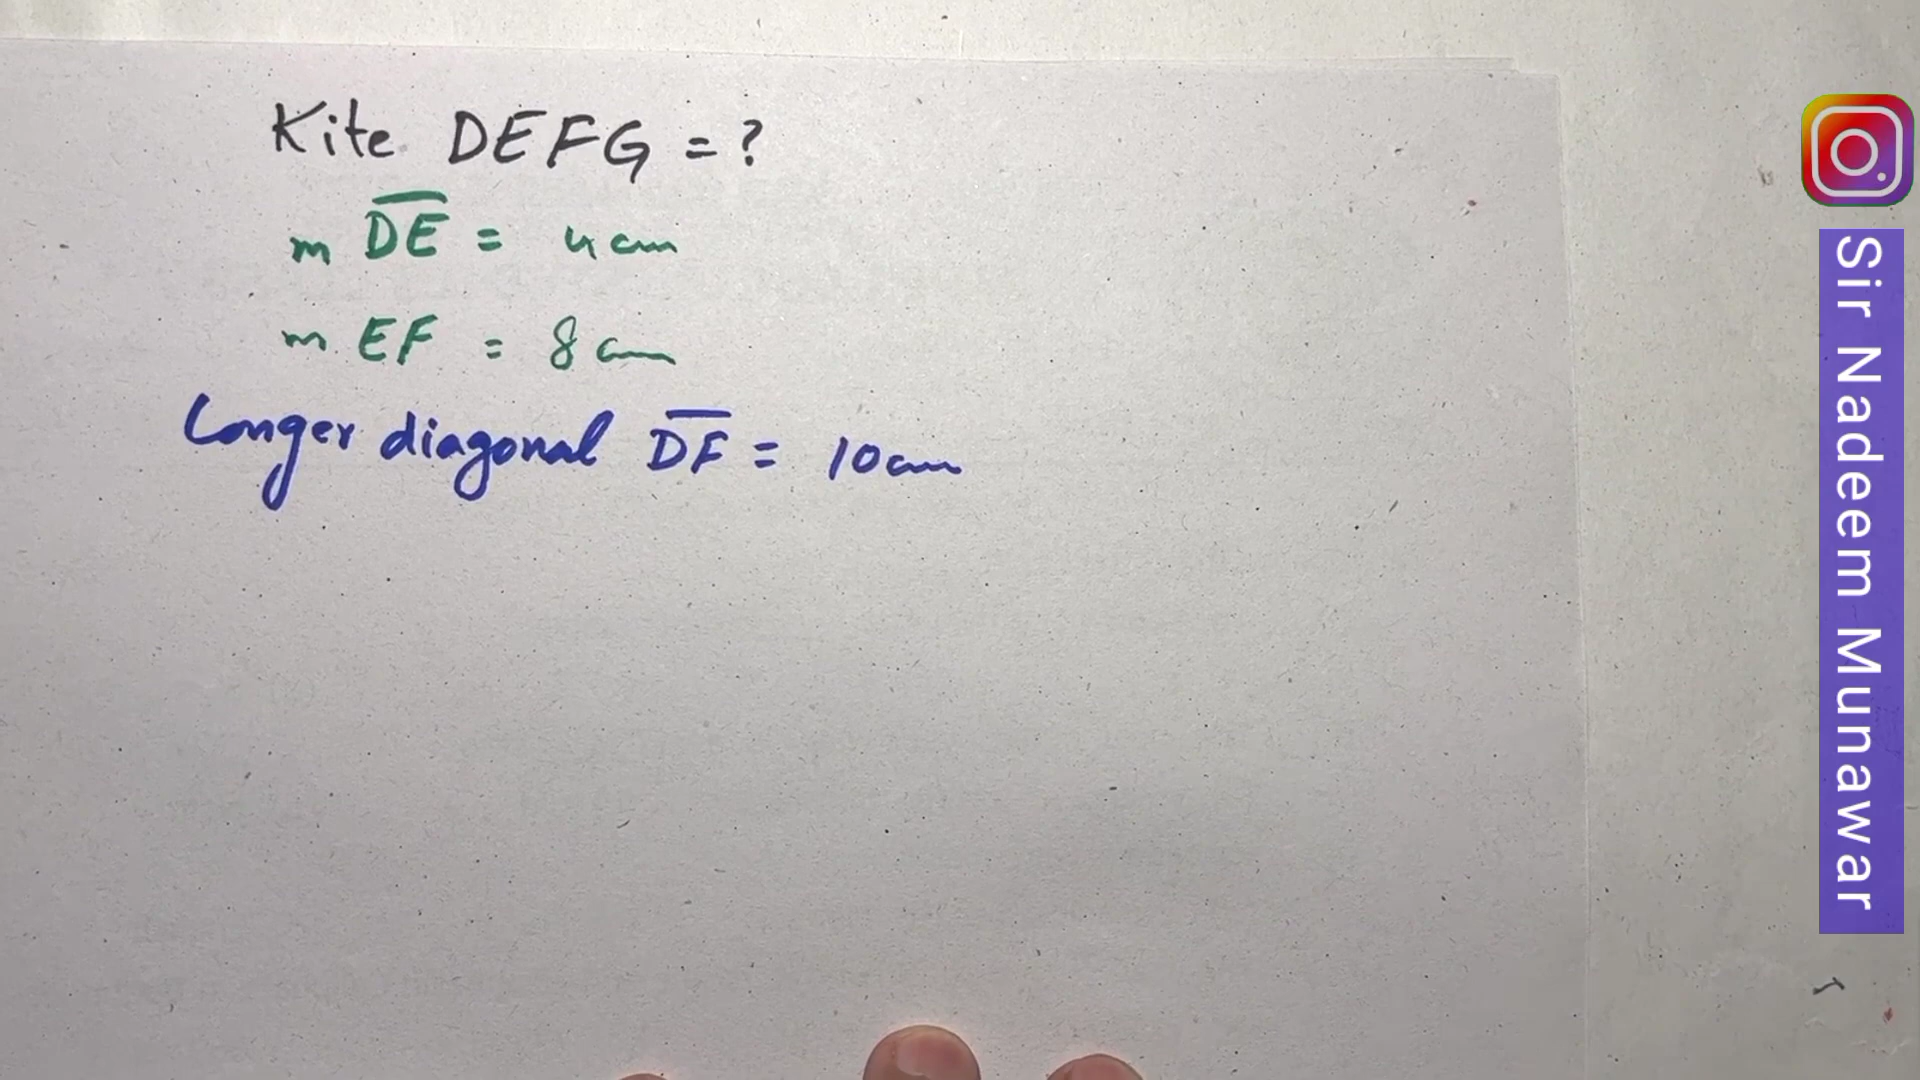 Kite DEFG = ?
m DE = 4 cm
m EF = 8 cm
Longer diagonal DF = 10 cm
Sir Nadeem Munawar